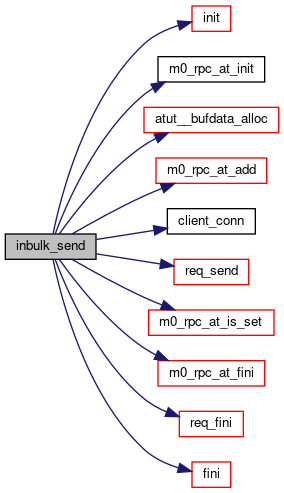 init
m0_rpc_at_init
atut__bufdata_alloc
m0_rpc_at_add
inbulk_send
client_conn
req_send
m0_rpc_at_is_set
m0_rpc_at_fini
req_fini
fini